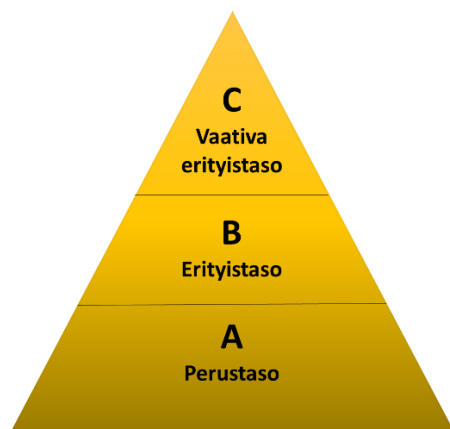 C
Vaativa
erityistaso
B
Erityistaso
A
Perustaso